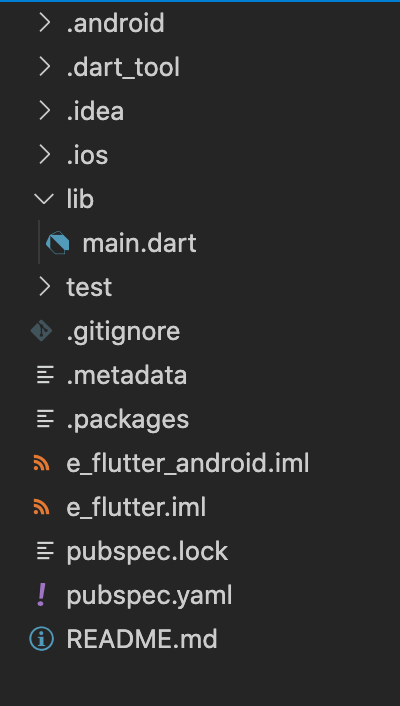 .android
.dart_tool
.idea
.ios
lib
main.dart
test
.gitignore
.metadata
.packages
e_flutter_android.iml
e_flutter.iml
pubspec.lock
pubspec.yaml
README.md